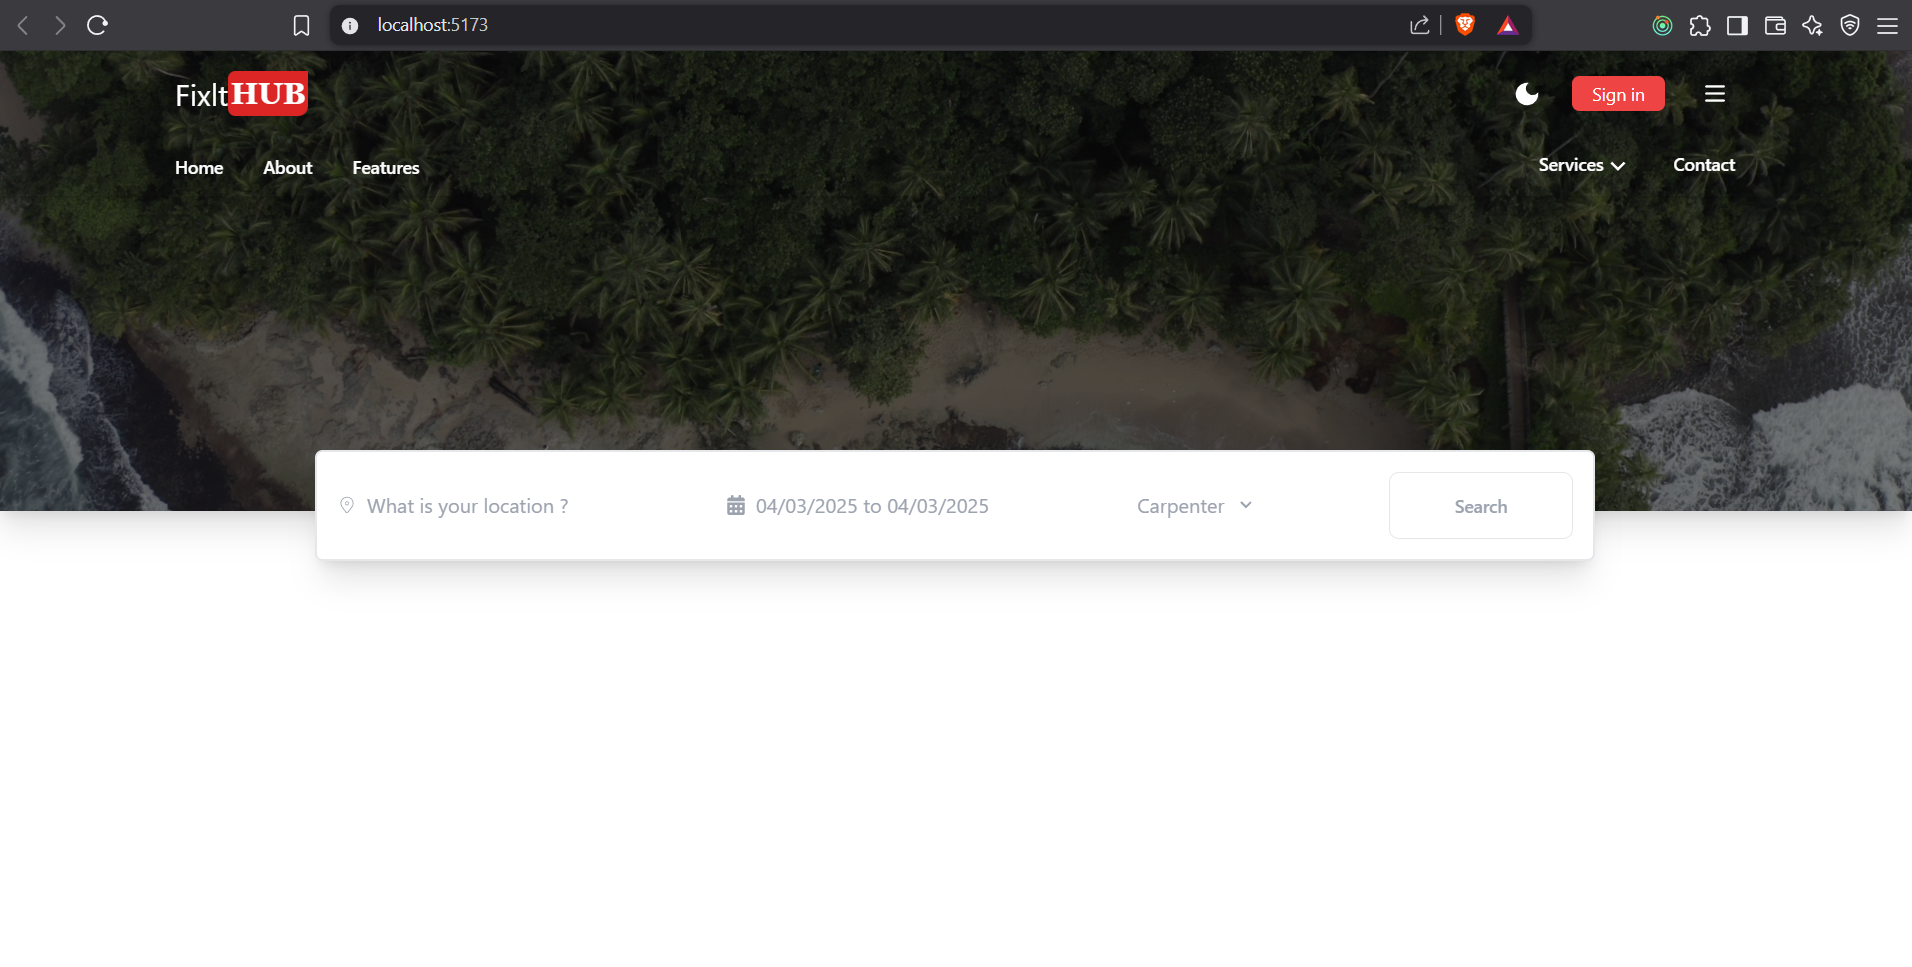 localhost:5173
FixItHUB
Sign in
Home About Features Services Contact
What is your location ? 04/03/2025 to 04/03/2025 Carpenter Search